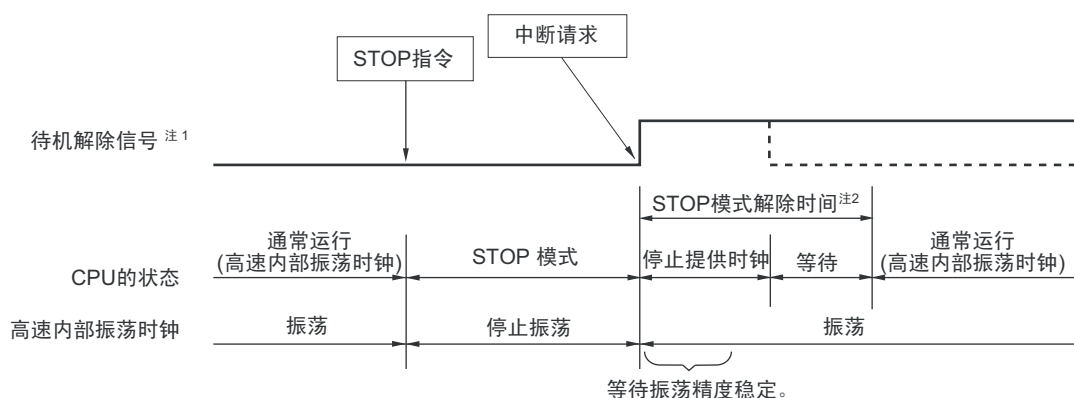 中断请求
STOP指令
待机解除信号 注1
STOP模式解除时间注2
通常运行
(高速内部振荡时钟)
STOP 模式
停止提供时钟
等待
通常运行
(高速内部振荡时钟)
CPU的状态
高速内部振荡时钟
振荡
停止振荡
振荡
等待振荡精度稳定。